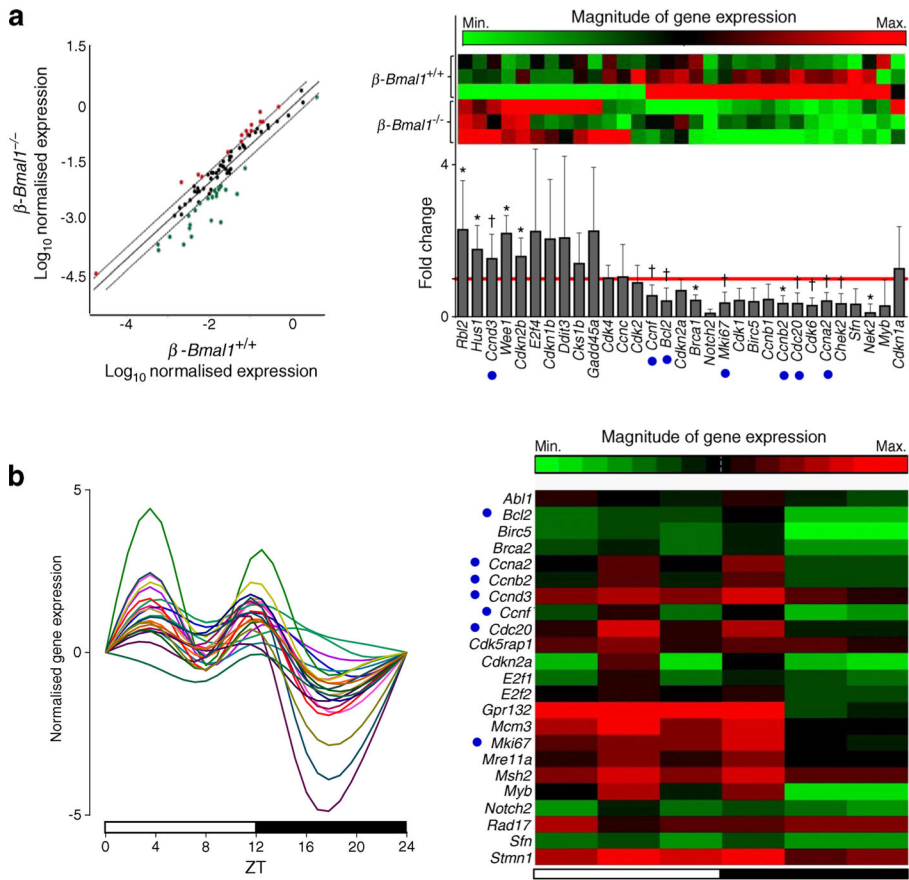 a
1.5
0
-1.5
-3.0
-4.5
-4
-2
0
β-Bmal1−/−
Log10 normalised expression
β-Bmal1+/+
Log10 normalised expression
Magnitude of gene expression
Min.
Max.
β-Bmal1+/+
β-Bmal1-/-
4
0
Fold change
* * † * * † † * † * † † † † *
Rbl2
Hus1
Ccnd3
Wee1
Cdkn2b
E2f4
Cdkn1b
Ddit3
Cks1b
Gadd45a
Cdk4
Ccnc
Cdk2
Ccnf
Bcl2
Cdkn2a
Brca1
Notch2
Mki67
Cdk1
Birc5
Ccnb1
Ccnb2
Cdc20
Cdk6
Ccna2
Chek2
Sfn
Nek2
Myb
Cdkn1a
b
5
0
-5
Normalised gene expression
0 4 8 12 16 20 24
ZT
Magnitude of gene expression
Min.
Max.
Abl1
Bcl2
Birc5
Brca2
Ccna2
Ccnb2
Ccnd3
Ccnf
Cdc20
Cdk5rap1
Cdkn2a
E2f1
E2f2
Gpr132
Mcm3
Mki67
Mre11a
Msh2
Myb
Notch2
Rad17
Sfn
Stmn1